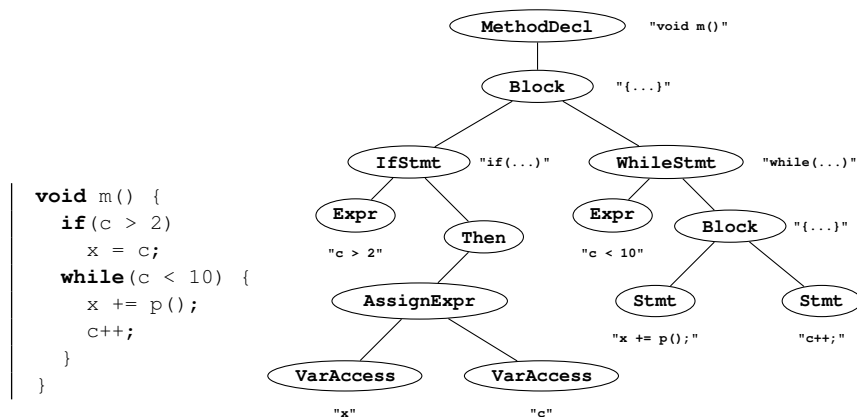 void m() {
if(c > 2)
x = c;
while(c < 10) {
x += p();
c++;
}
}
MethodDecl "void m()"
Block "{...}"
IfStmt "if(...)" WhileStmt "while(...)"
Expr Expr
Then Block "{...}"
"c > 2" "c < 10"
AssignExpr Stmt Stmt
"x += p();" "c++;"
VarAccess VarAccess
"x" "c"